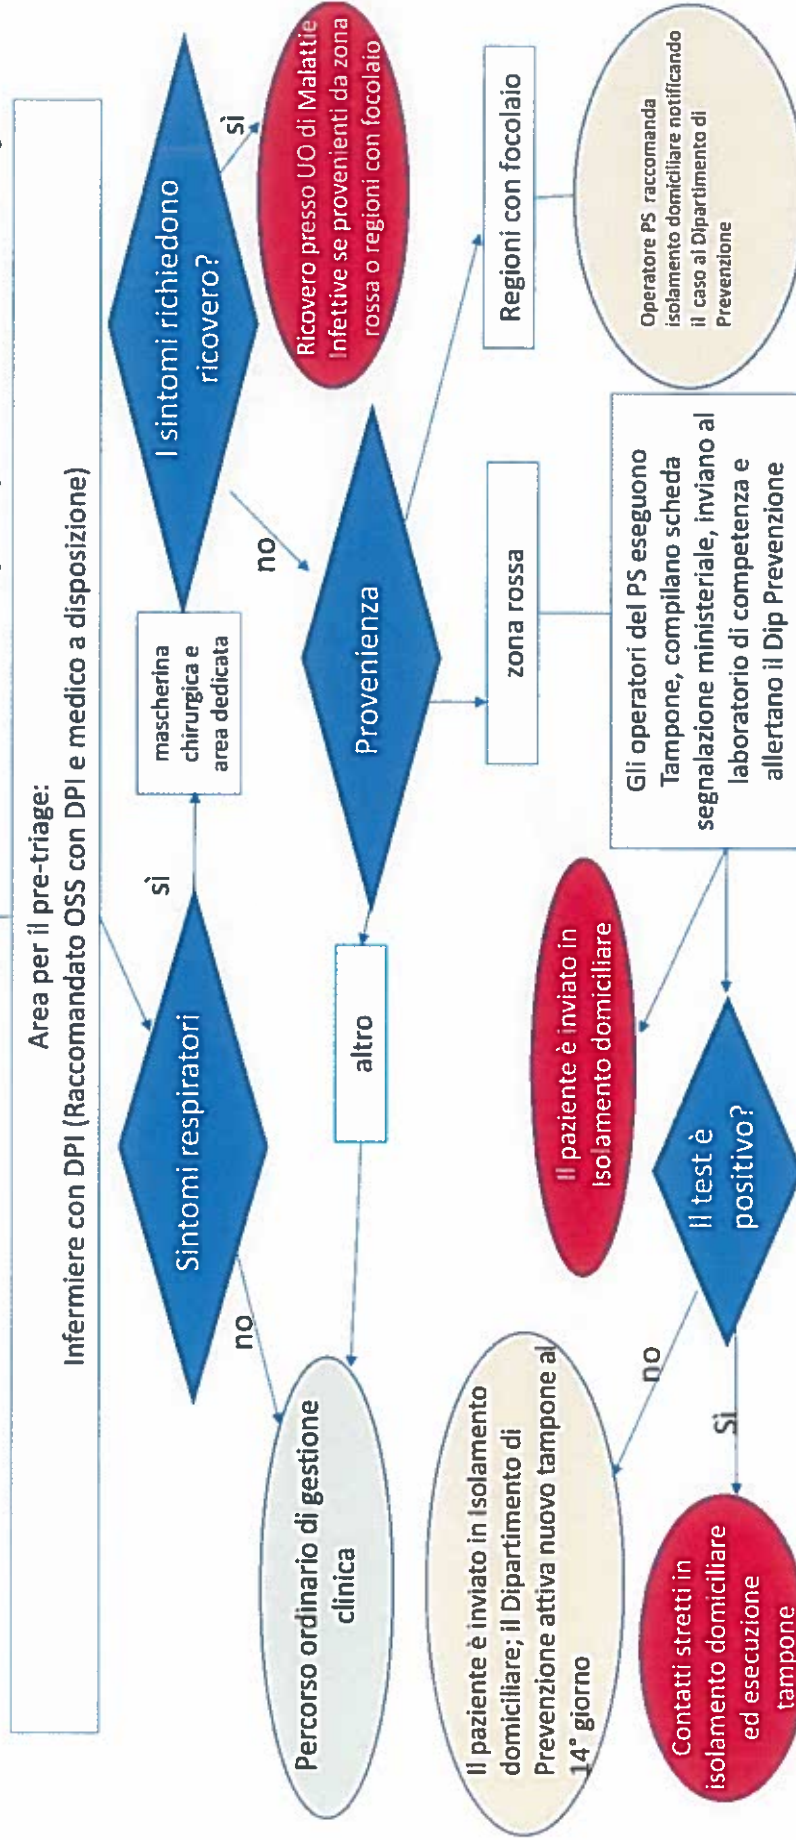 Area per il pre-triage:
Infermiere con DPI (Raccomandato OSS con DPI e medico a disposizione)
Sintomi respiratori
sì
no
mascherina
chirurgica e
area dedicata
I sintomi richiedono
ricovero?
sì
no
Ricovero presso UO di Malattie
Infettive se provenienti da zona
rossa o regioni con focolaio
Percorso ordinario di gestione
clinica
altro
Provenienza
zona rossa
Regioni con focolaio
Operatore PS raccomanda
isolamento domiciliare notificando
il caso al Dipartimento di
Prevenzione
Gli operatori del PS eseguono
Tampone, compilano scheda
segnalazione ministeriale, inviano al
laboratorio di competenza e
allertano il Dip Prevenzione
Il paziente è inviato in
isolamento domiciliare
Il test è
positivo?
no
Sì
Il paziente è inviato in Isolamento
domiciliare; il Dipartimento di
Prevenzione attiva nuovo tampone al
14° giorno
Contatti stretti in
isolamento domiciliare
ed esecuzione
tampone